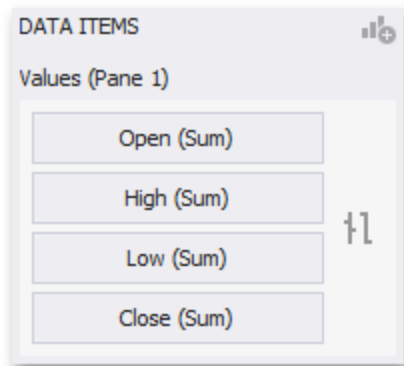 DATA ITEMS
Values (Pane 1)
Open (Sum)
High (Sum)
Low (Sum)
Close (Sum)